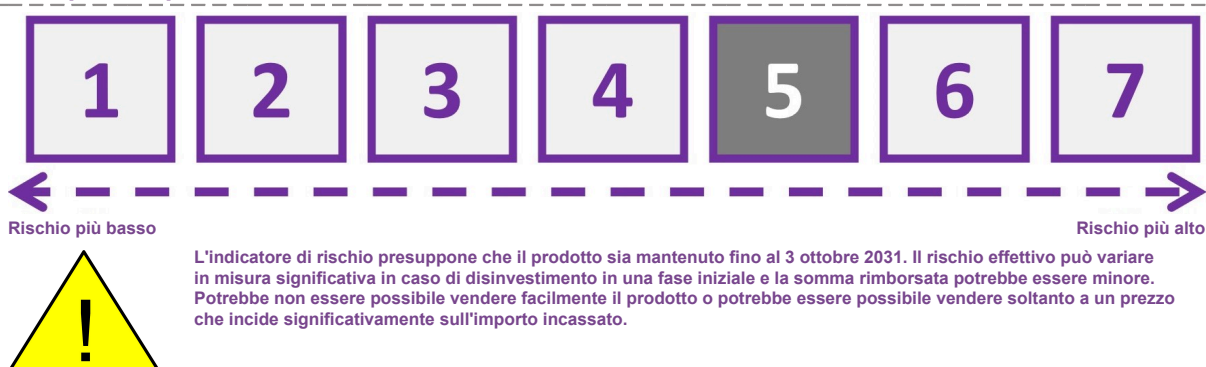 1 2 3 4 5 6 7
Rischio più basso Rischio più alto
L'indicatore di rischio presuppone che il prodotto sia mantenuto fino al 3 ottobre 2031. Il rischio effettivo può variare
in misura significativa in caso di disinvestimento in una fase iniziale e la somma rimborsata potrebbe essere minore.
Potrebbe non essere possibile vendere facilmente il prodotto o potrebbe essere possibile vendere soltanto a un prezzo
che incide significativamente sull'importo incassato.
!